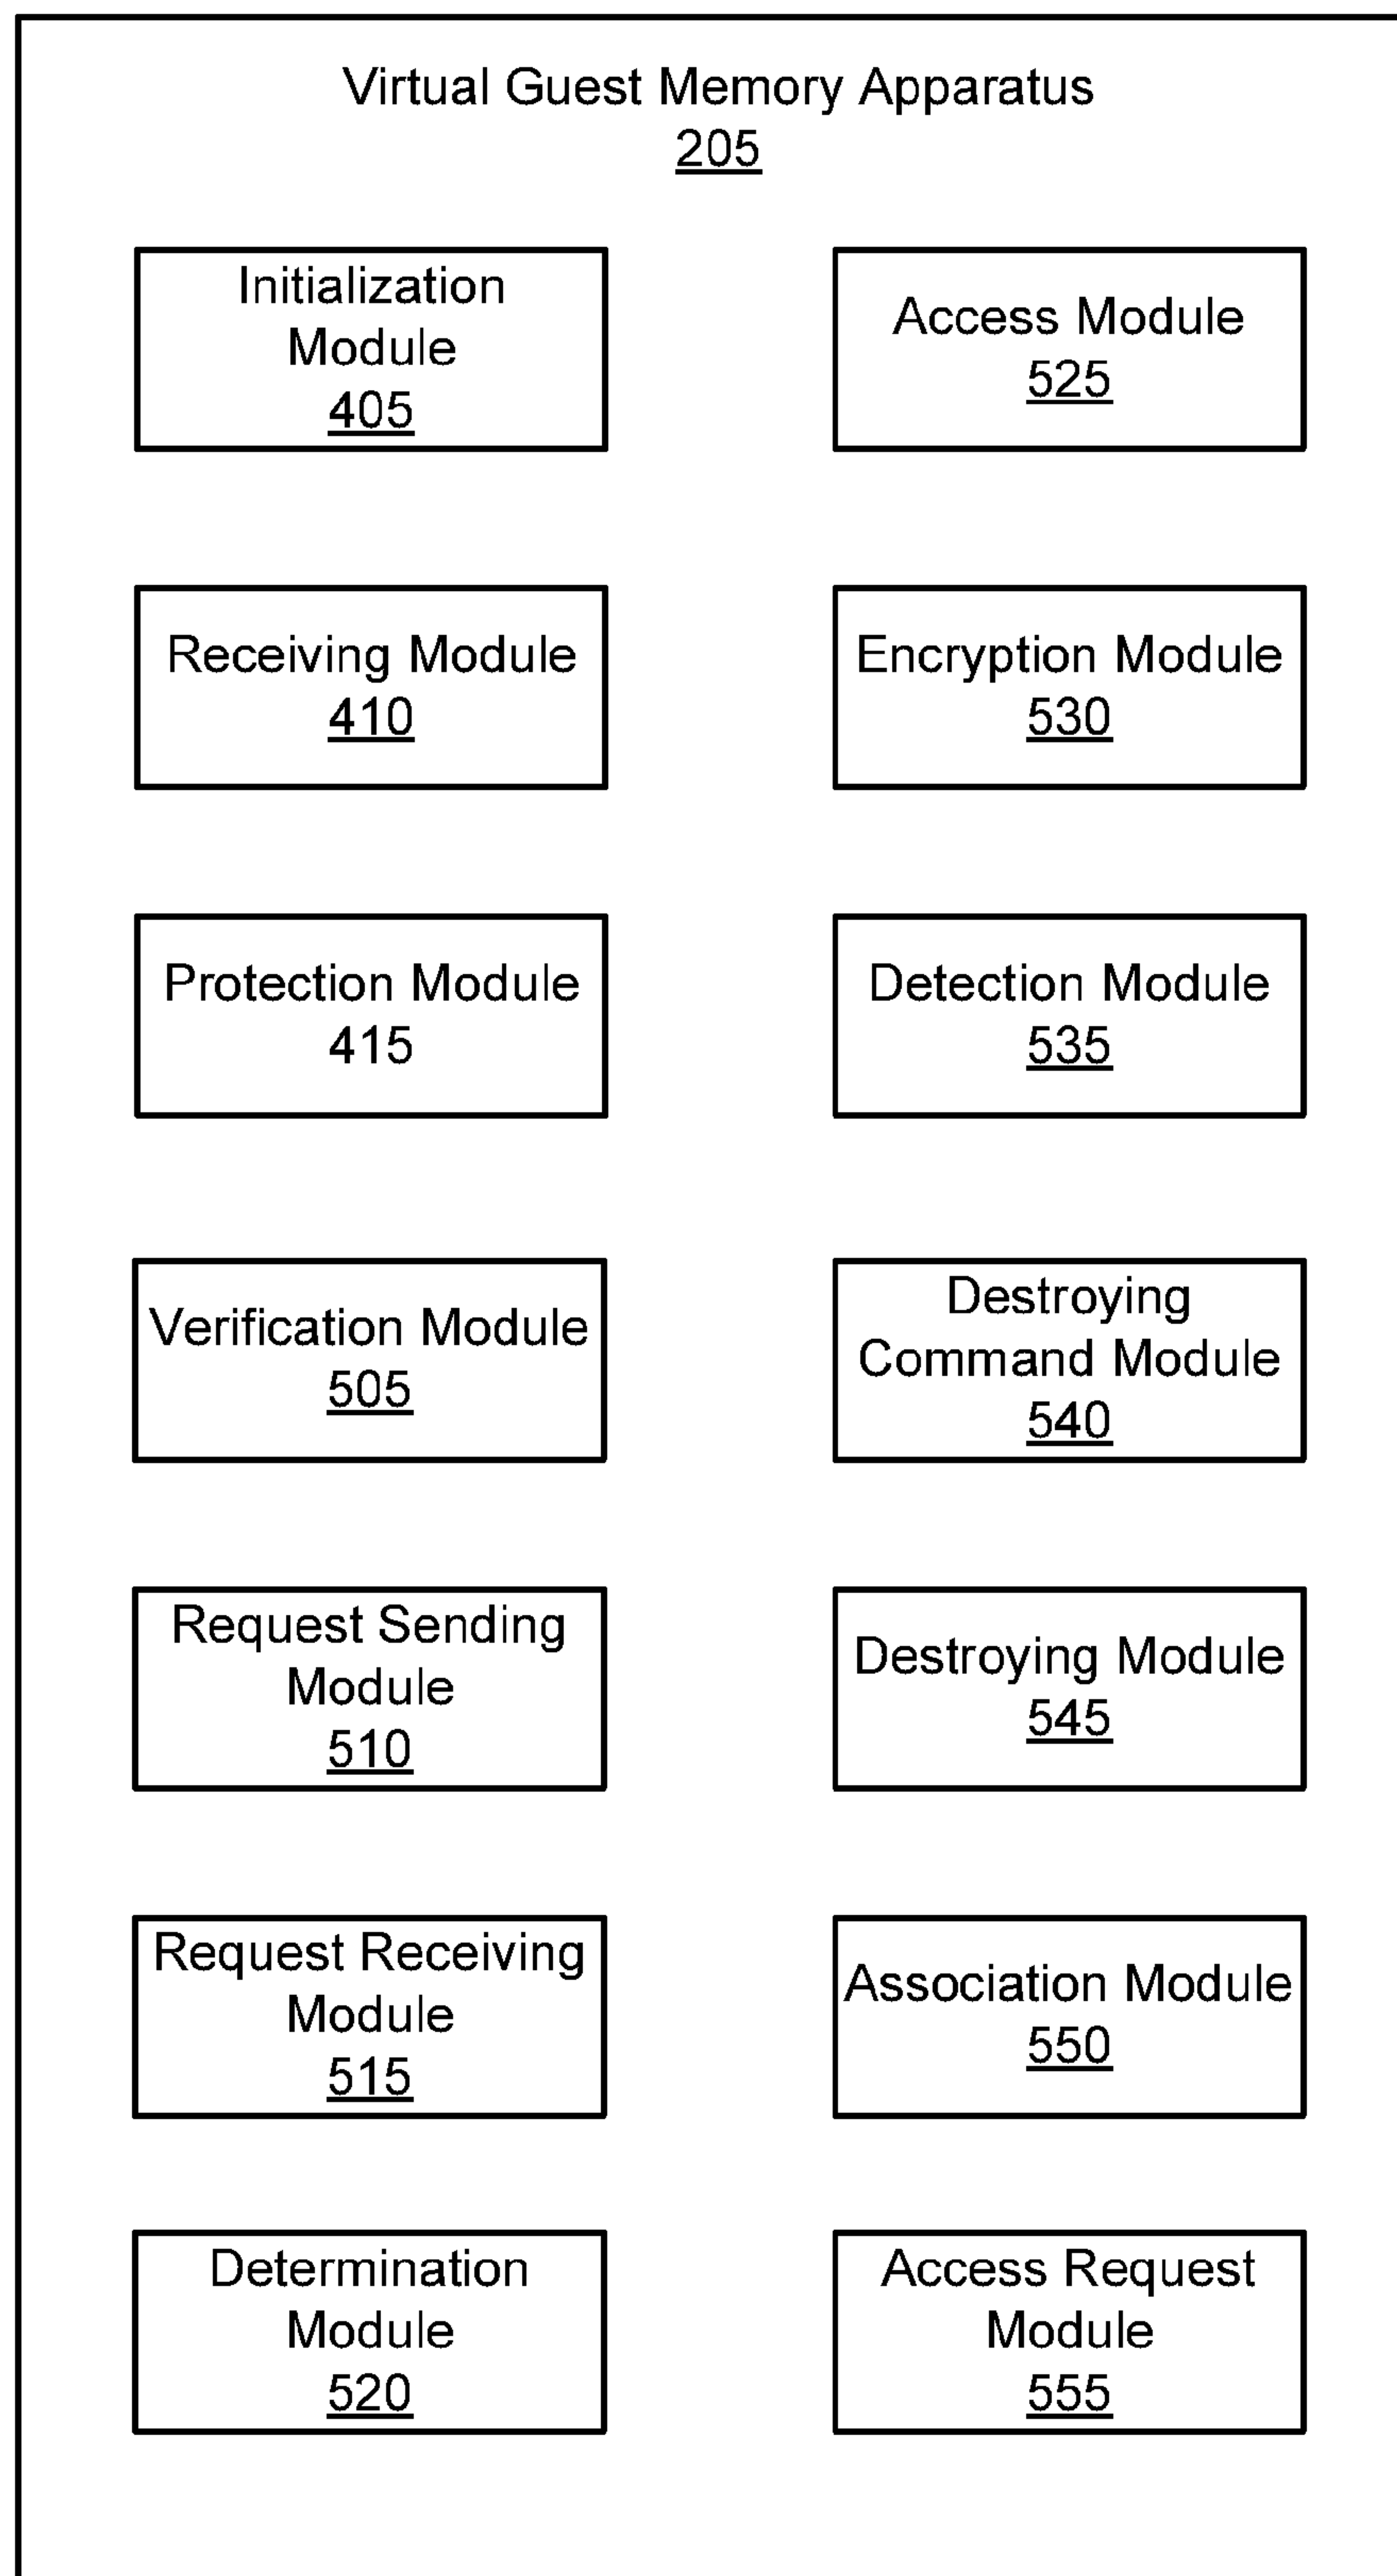 Virtual Guest Memory Apparatus
205
Initialization
Module
405
Access Module
525
Receiving Module
410
Encryption Module
530
Protection Module
415
Detection Module
535
Verification Module
505
Destroying
Command Module
540
Request Sending
Module
510
Destroying Module
545
Request Receiving
Module
515
Association Module
550
Determination
Module
520
Access Request
Module
555